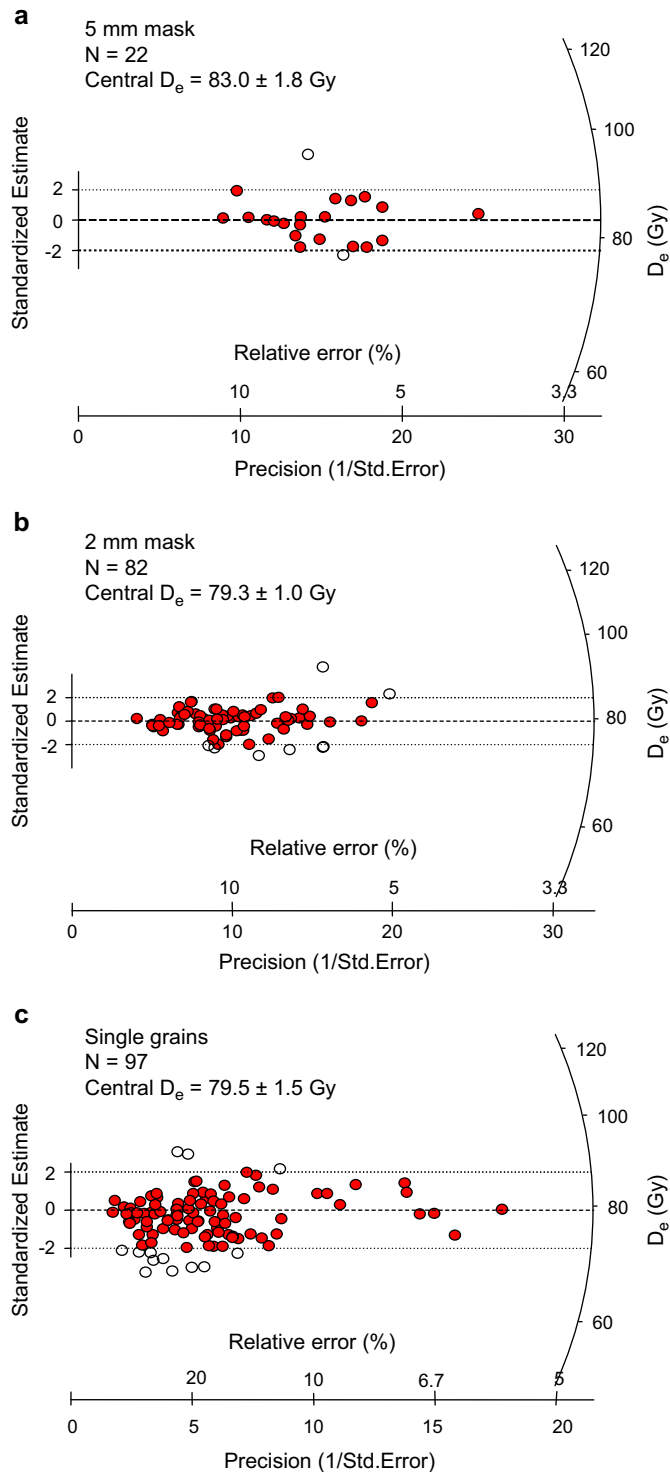 a
5 mm mask
N = 22
Central De = 83.0 ± 1.8 Gy
Standardized Estimate
2
0
-2
120
100
80
60
De (Gy)
Relative error (%)
10 5 3.3
0 10 20 30
Precision (1/Std.Error)
b
2 mm mask
N = 82
Central De = 79.3 ± 1.0 Gy
Standardized Estimate
2
0
-2
120
100
80
60
De (Gy)
Relative error (%)
10 5 3.3
0 10 20 30
Precision (1/Std.Error)
c
Single grains
N = 97
Central De = 79.5 ± 1.5 Gy
Standardized Estimate
2
0
-2
120
100
80
60
De (Gy)
Relative error (%)
20 10 6.7 5
0 5 10 15 20
Precision (1/Std.Error)